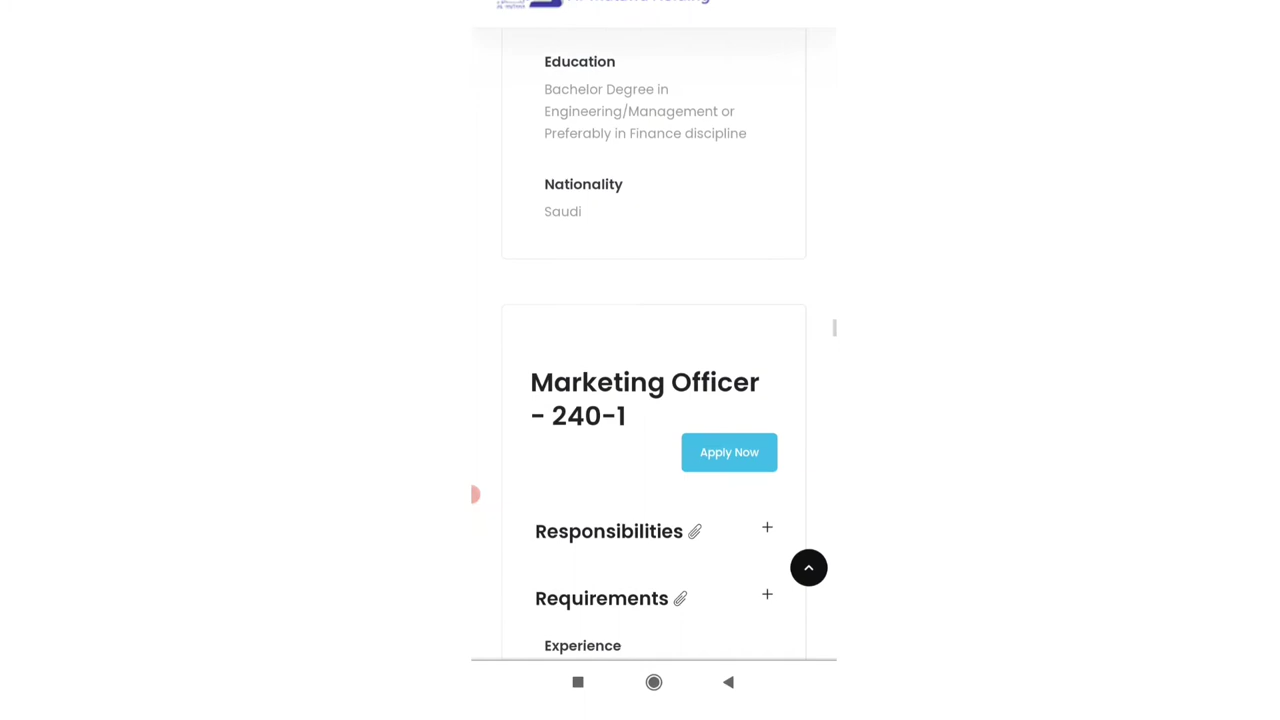 Education
Bachelor Degree in
Engineering/Management or
Preferably in Finance discipline
Nationality
Saudi
Marketing Officer
- 240-1
Apply Now
Responsibilities
Requirements
Experience